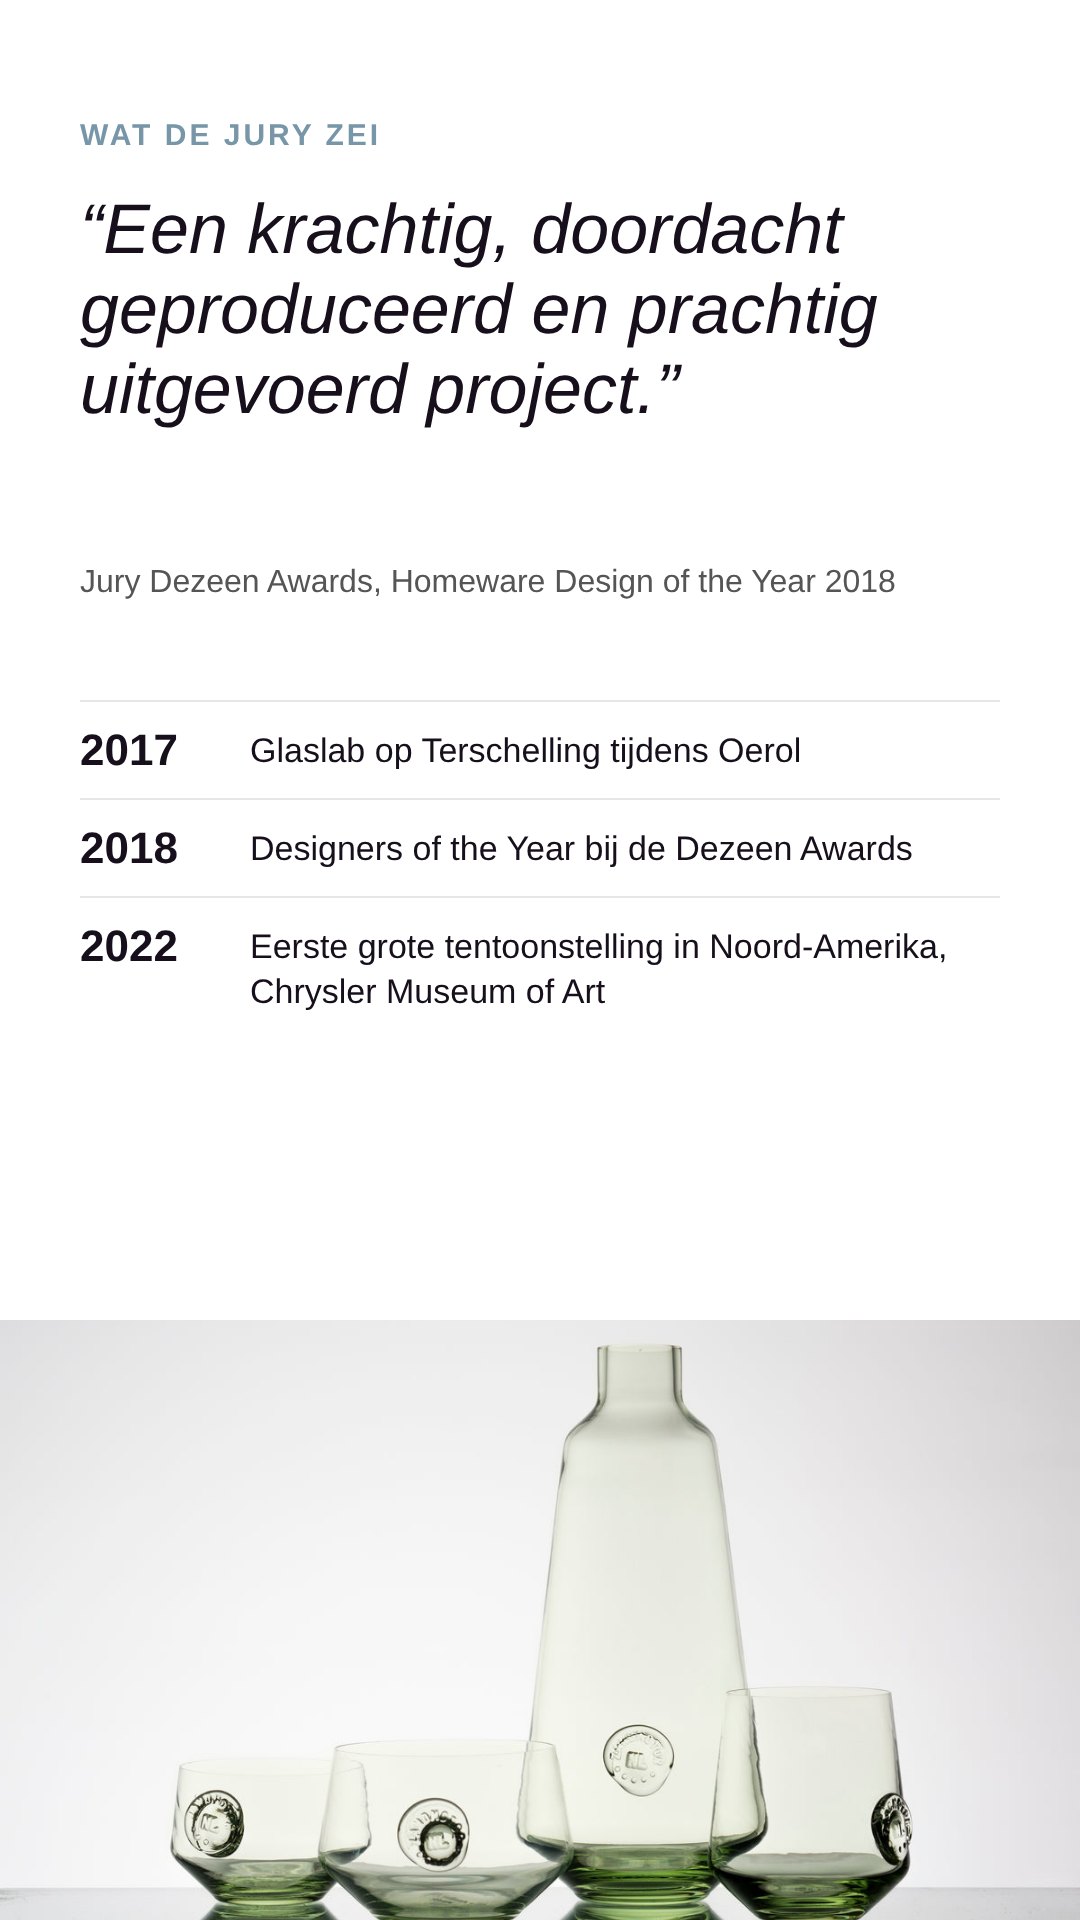 WAT DE JURY ZEI
“Een krachtig, doordacht
geproduceerd en prachtig
uitgevoerd project.”
Jury Dezeen Awards, Homeware Design of the Year 2018
2017 Glaslab op Terschelling tijdens Oerol
2018 Designers of the Year bij de Dezeen Awards
2022 Eerste grote tentoonstelling in Noord-Amerika,
Chrysler Museum of Art
NL